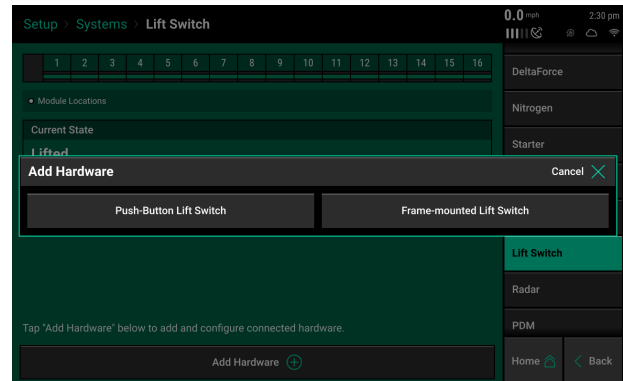 Setup > Systems > Lift Switch
0.0 mph
2:30 pm
1 2 3 4 5 6 7 8 9 10 11 12 13 14 15 16
• Module Locations
Current State
Lifted
Add Hardware
Cancel
Push-Button Lift Switch
Frame-mounted Lift Switch
Tap "Add Hardware" below to add and configure connected hardware.
Add Hardware
DeltaForce
Nitrogen
Starter
Lift Switch
Radar
PDM
Home
Back